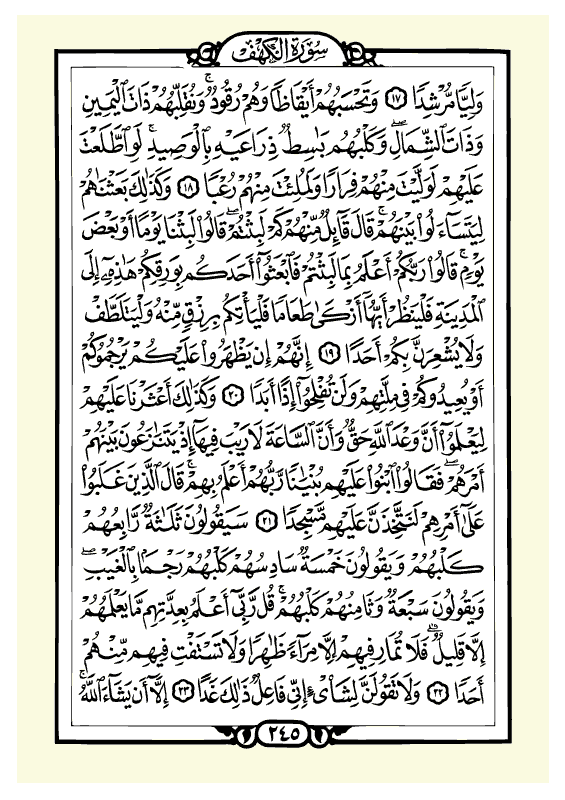 سورة الكهف
وَلِيًّا مُّرْشِدًا ١٧ وَتَحْسَبُهُمْ أَيْقَاظًا وَهُمْ رُقُودٌ ۚ وَنُقَلِّبُهُمْ ذَاتَ الْيَمِينِ
وَذَاتَ الشِّمَالِ ۖ وَكَلْبُهُم بَاسِطٌ ذِرَاعَيْهِ بِالْوَصِيدِ ۚ لَوِ اطَّلَعْتَ
عَلَيْهِمْ لَوَلَّيْتَ مِنْهُمْ فِرَارًا وَلَمُلِئْتَ مِنْهُمْ رُعْبًا ١٨ وَكَذَٰلِكَ بَعَثْنَاهُمْ
لِيَتَسَاءَلُوا بَيْنَهُمْ ۚ قَالَ قَائِلٌ مِّنْهُمْ كَمْ لَبِثْتُمْ ۖ قَالُوا لَبِثْنَا يَوْمًا أَوْ بَعْضَ
يَوْمٍ ۚ قَالُوا رَبُّكُمْ أَعْلَمُ بِمَا لَبِثْتُمْ فَابْعَثُوا أَحَدَكُم بِوَرِقِكُمْ هَٰذِهِ إِلَى
الْمَدِينَةِ فَلْيَنظُرْ أَيُّهَا أَزْكَىٰ طَعَامًا فَلْيَأْتِكُم بِرِزْقٍ مِّنْهُ وَلْيَتَلَطَّفْ
وَلَا يُشْعِرَنَّ بِكُمْ أَحَدًا ١٩ إِنَّهُمْ إِن يَظْهَرُوا عَلَيْكُمْ يَرْجُمُوكُمْ
أَوْ يُعِيدُوكُمْ فِي مِلَّتِهِمْ وَلَن تُفْلِحُوا إِذًا أَبَدًا ٢٠ وَكَذَٰلِكَ أَعْثَرْنَا عَلَيْهِمْ
لِيَعْلَمُوا أَنَّ وَعْدَ اللَّهِ حَقٌّ وَأَنَّ السَّاعَةَ لَا رَيْبَ فِيهَا إِذْ يَتَنَازَعُونَ بَيْنَهُمْ
أَمْرَهُمْ ۖ فَقَالُوا ابْنُوا عَلَيْهِم بُنْيَانًا ۖ رَّبُّهُمْ أَعْلَمُ بِهِمْ ۚ قَالَ الَّذِينَ غَلَبُوا
عَلَىٰ أَمْرِهِمْ لَنَتَّخِذَنَّ عَلَيْهِم مَّسْجِدًا ٢١ سَيَقُولُونَ ثَلَاثَةٌ رَّابِعُهُمْ
كَلْبُهُمْ وَيَقُولُونَ خَمْسَةٌ سَادِسُهُمْ كَلْبُهُمْ رَجْمًا بِالْغَيْبِ ۖ
وَيَقُولُونَ سَبْعَةٌ وَثَامِنُهُمْ كَلْبُهُمْ ۚ قُل رَّبِّي أَعْلَمُ بِعِدَّتِهِم مَّا يَعْلَمُهُمْ
إِلَّا قَلِيلٌ ۗ فَلَا تُمَارِ فِيهِمْ إِلَّا مِرَاءً ظَاهِرًا وَلَا تَسْتَفْتِ فِيهِم مِّنْهُمْ
أَحَدًا ٢٢ وَلَا تَقُولَنَّ لِشَايْءٍ إِنِّي فَاعِلٌ ذَٰلِكَ غَدًا ٢٣ إِلَّا أَن يَشَاءَ اللَّهُ ۚ
٢٤٥